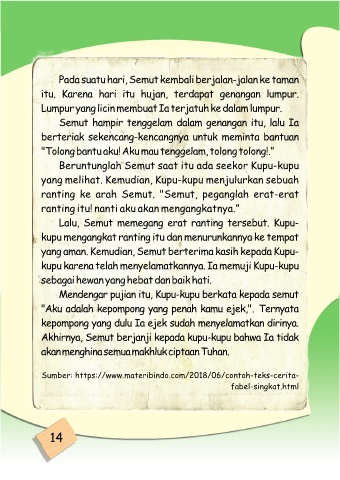 Pada suatu hari, Semut kembali berjalan-jalan ke taman
itu. Karena hari itu hujan, terdapat genangan lumpur.
Lumpur yang licin membuat Ia terjatuh ke dalam lumpur.
Semut hampir tenggelam dalam genangan itu, lalu Ia
berteriak sekencang-kencangnya untuk meminta bantuan
"Tolong bantu aku! Aku mau tenggelam, tolong tolong!."
Beruntunglah Semut saat itu ada seekor Kupu-kupu
yang melihat. Kemudian, Kupu-kupu menjulurkan sebuah
ranting ke arah Semut. "Semut, peganglah erat-erat
ranting itu! nanti aku akan mengangkatnya."
Lalu, Semut memegang erat ranting tersebut. Kupu-
kupu mengangkat ranting itu dan menurunkannya ke tempat
yang aman. Kemudian, Semut berterima kasih kepada Kupu-
kupu karena telah menyelamatkannya. Ia memuji Kupu-kupu
sebagai hewan yang hebat dan baik hati.
Mendengar pujian itu, Kupu-kupu berkata kepada semut
"Aku adalah kepompong yang penah kamu ejek,". Ternyata
kepompong yang dulu Ia ejek sudah menyelamatkan dirinya.
Akhirnya, Semut berjanji kepada kupu-kupu bahwa Ia tidak
akan menghina semua makhluk ciptaan Tuhan.
Sumber: https://www.materibindo.com/2018/06/contoh-teks-cerita-
fabel-singkat.html
14